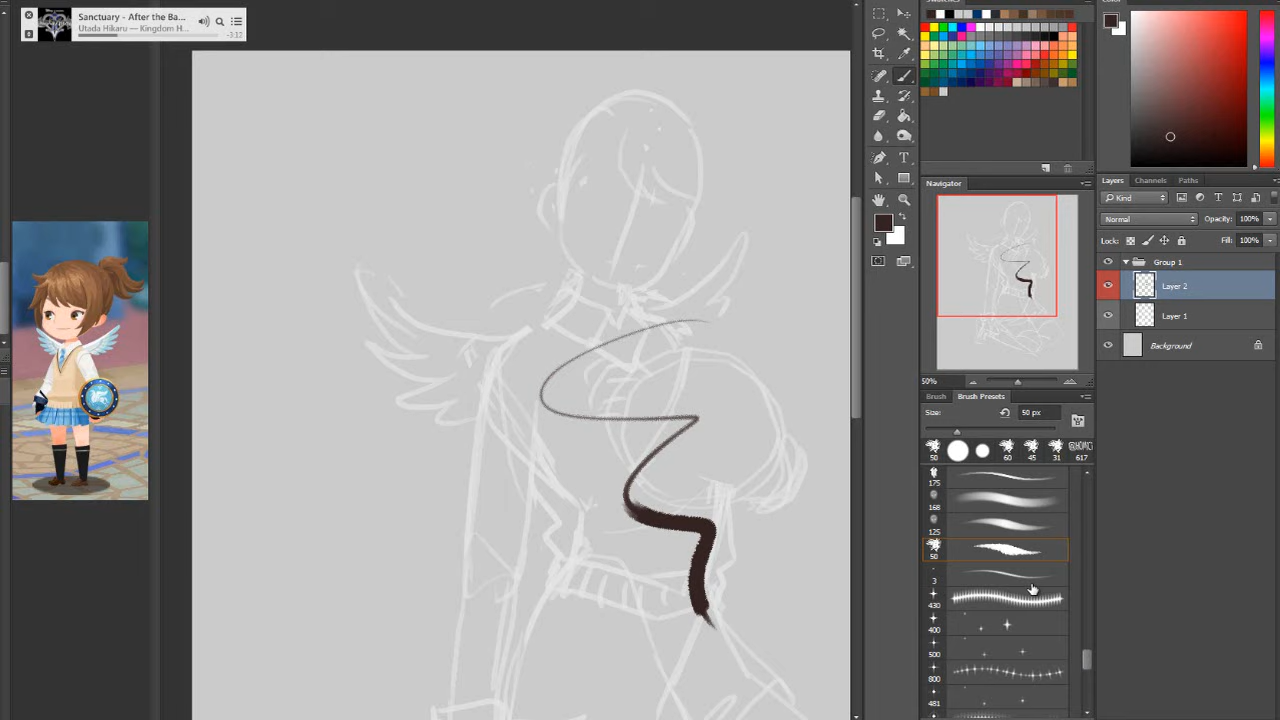 Sanctuary - After the Ba...
Utada Hikaru — Kingdom H...
-3:12
Swatches
Color
Navigator
50%
Brush
Brush Presets
Size:
50 px
50
60
45
31
617
175
168
125
50
3
430
400
500
800
481
Layers
Channels
Paths
Kind
Normal
Opacity:
100%
Lock:
Fill:
100%
Group 1
Layer 2
Layer 1
Background